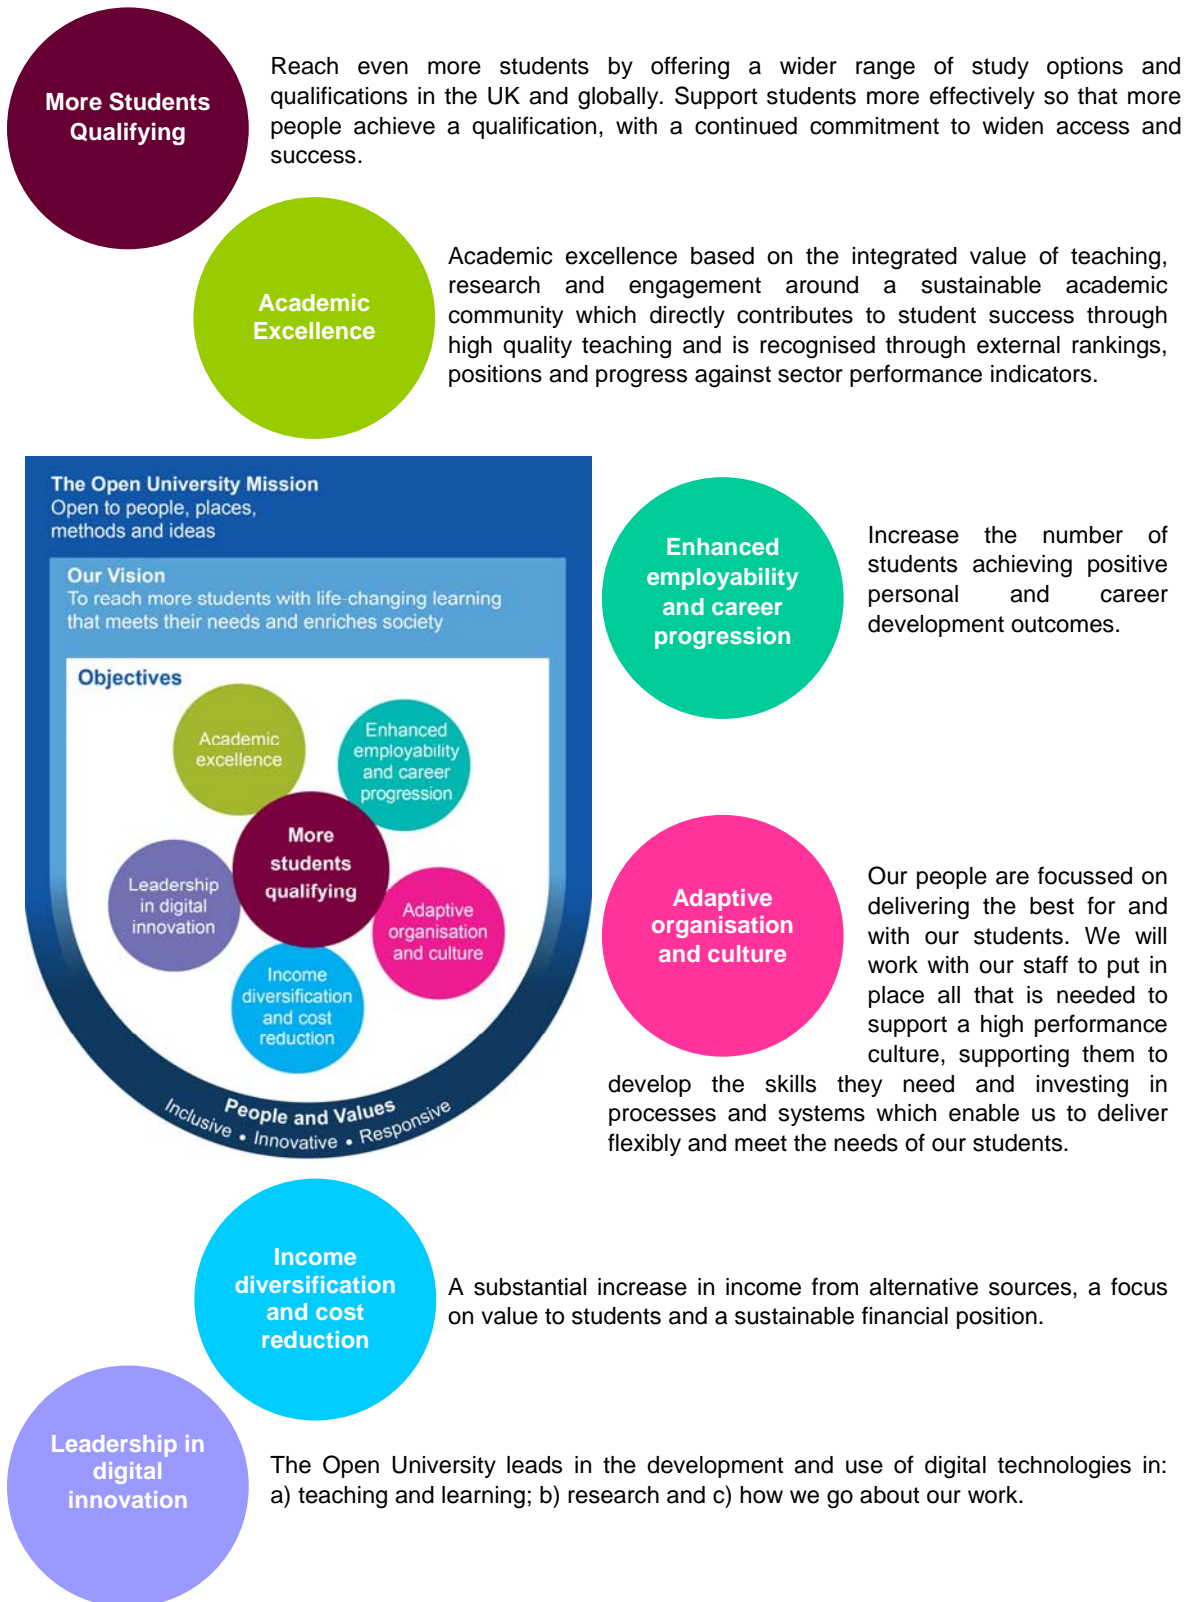 More Students
Qualifying
Reach even more students by offering a wider range of study options and
qualifications in the UK and globally. Support students more effectively so that more
people achieve a qualification, with a continued commitment to widen access and
success.
Academic
Excellence
Academic excellence based on the integrated value of teaching,
research and engagement around a sustainable academic
community which directly contributes to student success through
high quality teaching and is recognised through external rankings,
positions and progress against sector performance indicators.
The Open University Mission
Open to people, places,
methods and ideas
Our Vision
To reach more students with life-changing learning
that meets their needs and enriches society
Objectives
Academic
excellence
Enhanced
employability
and career
progression
More
students
qualifying
Leadership
in digital
innovation
Adaptive
organisation
and culture
Income
diversification
and cost
reduction
People and Values
Inclusive • Innovative • Responsive
Enhanced
employability
and career
progression
Increase the number of
students achieving positive
personal and career
development outcomes.
Adaptive
organisation
and culture
Our people are focussed on
delivering the best for and
with our students. We will
work with our staff to put in
place all that is needed to
support a high performance
culture, supporting them to
develop the skills they need and investing in
processes and systems which enable us to deliver
flexibly and meet the needs of our students.
Income
diversification
and cost
reduction
A substantial increase in income from alternative sources, a focus
on value to students and a sustainable financial position.
Leadership in
digital
innovation
The Open University leads in the development and use of digital technologies in:
a) teaching and learning; b) research and c) how we go about our work.